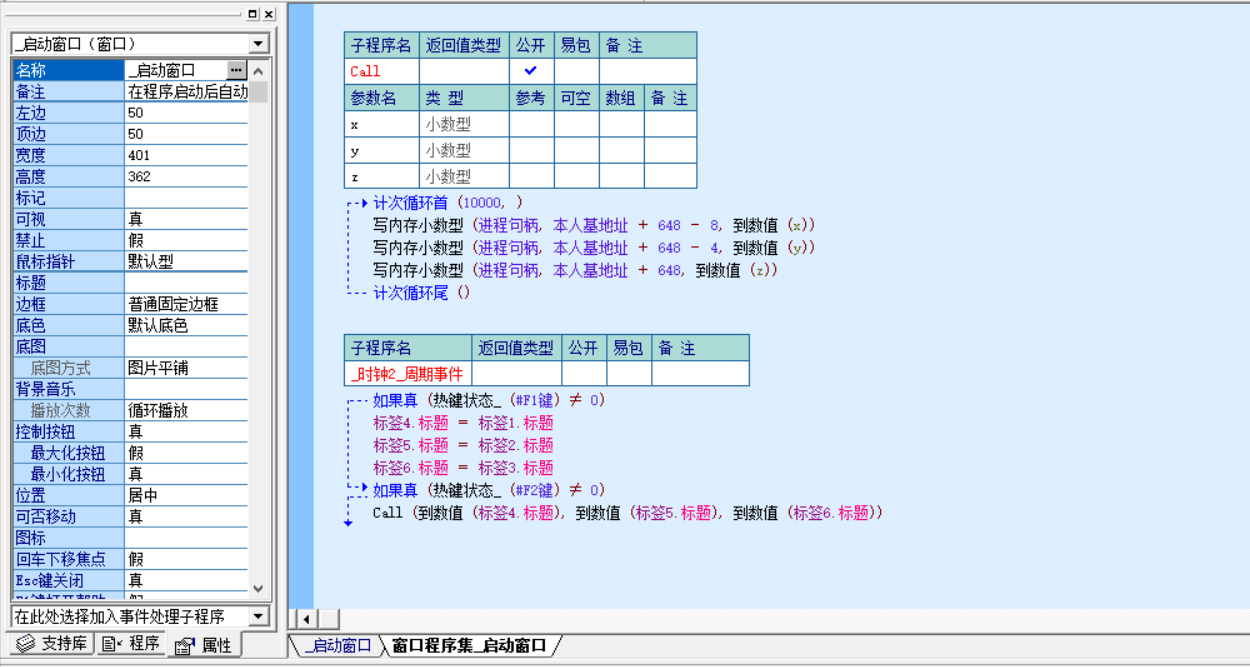 _启动窗口（窗口）
名称 _启动窗口
备注 在程序启动后自动
左边 50
顶边 50
宽度 401
高度 362
标记
可视 真
禁止 假
鼠标指针 默认型
标题
边框 普通固定边框
底色 默认底色
底图
底图方式 图片平铺
背景音乐
播放次数 循环播放
控制按钮 真
最大化按钮 假
最小化按钮 真
位置 居中
可否移动 真
图标
回车下移焦点 假
Esc键关闭 真
在此处选择加入事件处理子程序
支持库 程序 属性
子程序名 返回值类型 公开 易包 备 注
Call
参数名 类 型 参考 可空 数组 备 注
x 小数型
y 小数型
z 小数型
计次循环首 (10000, )
写内存小数型 (进程句柄, 本人基地址 + 648 - 8, 到数值 (x))
写内存小数型 (进程句柄, 本人基地址 + 648 - 4, 到数值 (y))
写内存小数型 (进程句柄, 本人基地址 + 648, 到数值 (z))
计次循环尾 ()
子程序名 返回值类型 公开 易包 备 注
_时钟2_周期事件
如果真 (热键状态_ (#F1键) ≠ 0)
标签4.标题 = 标签1.标题
标签5.标题 = 标签2.标题
标签6.标题 = 标签3.标题
如果真 (热键状态_ (#F2键) ≠ 0)
Call (到数值 (标签4.标题), 到数值 (标签5.标题), 到数值 (标签6.标题))
_启动窗口 窗口程序集_启动窗口